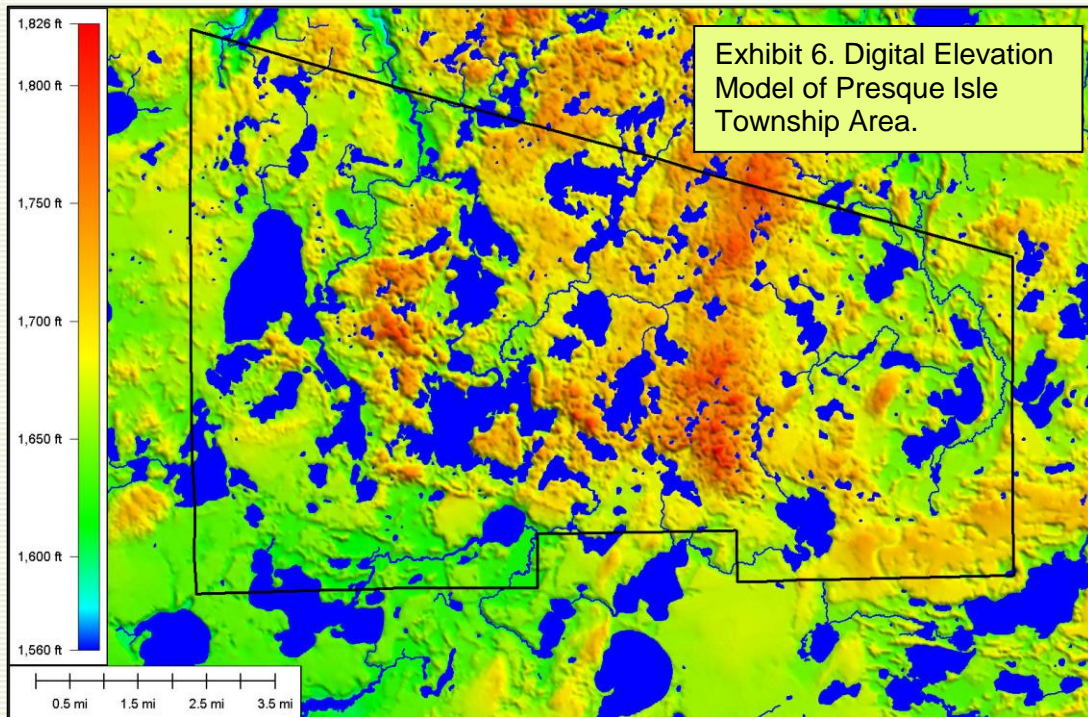 Exhibit 6. Digital Elevation
Model of Presque Isle
Township Area.
1,826 ft
1,800 ft
1,750 ft
1,700 ft
1,650 ft
1,600 ft
1,560 ft
0.5 mi 1.5 mi 2.5 mi 3.5 mi